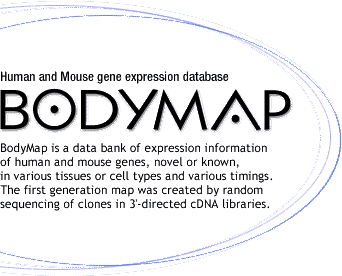 Human and Mouse gene expression database
BODYMAP
BodyMap is a data bank of expression information
of human and mouse genes, novel or known,
in various tissues or cell types and various timings.
The first generation map was created by random
sequencing of clones in 3'-directed cDNA libraries.